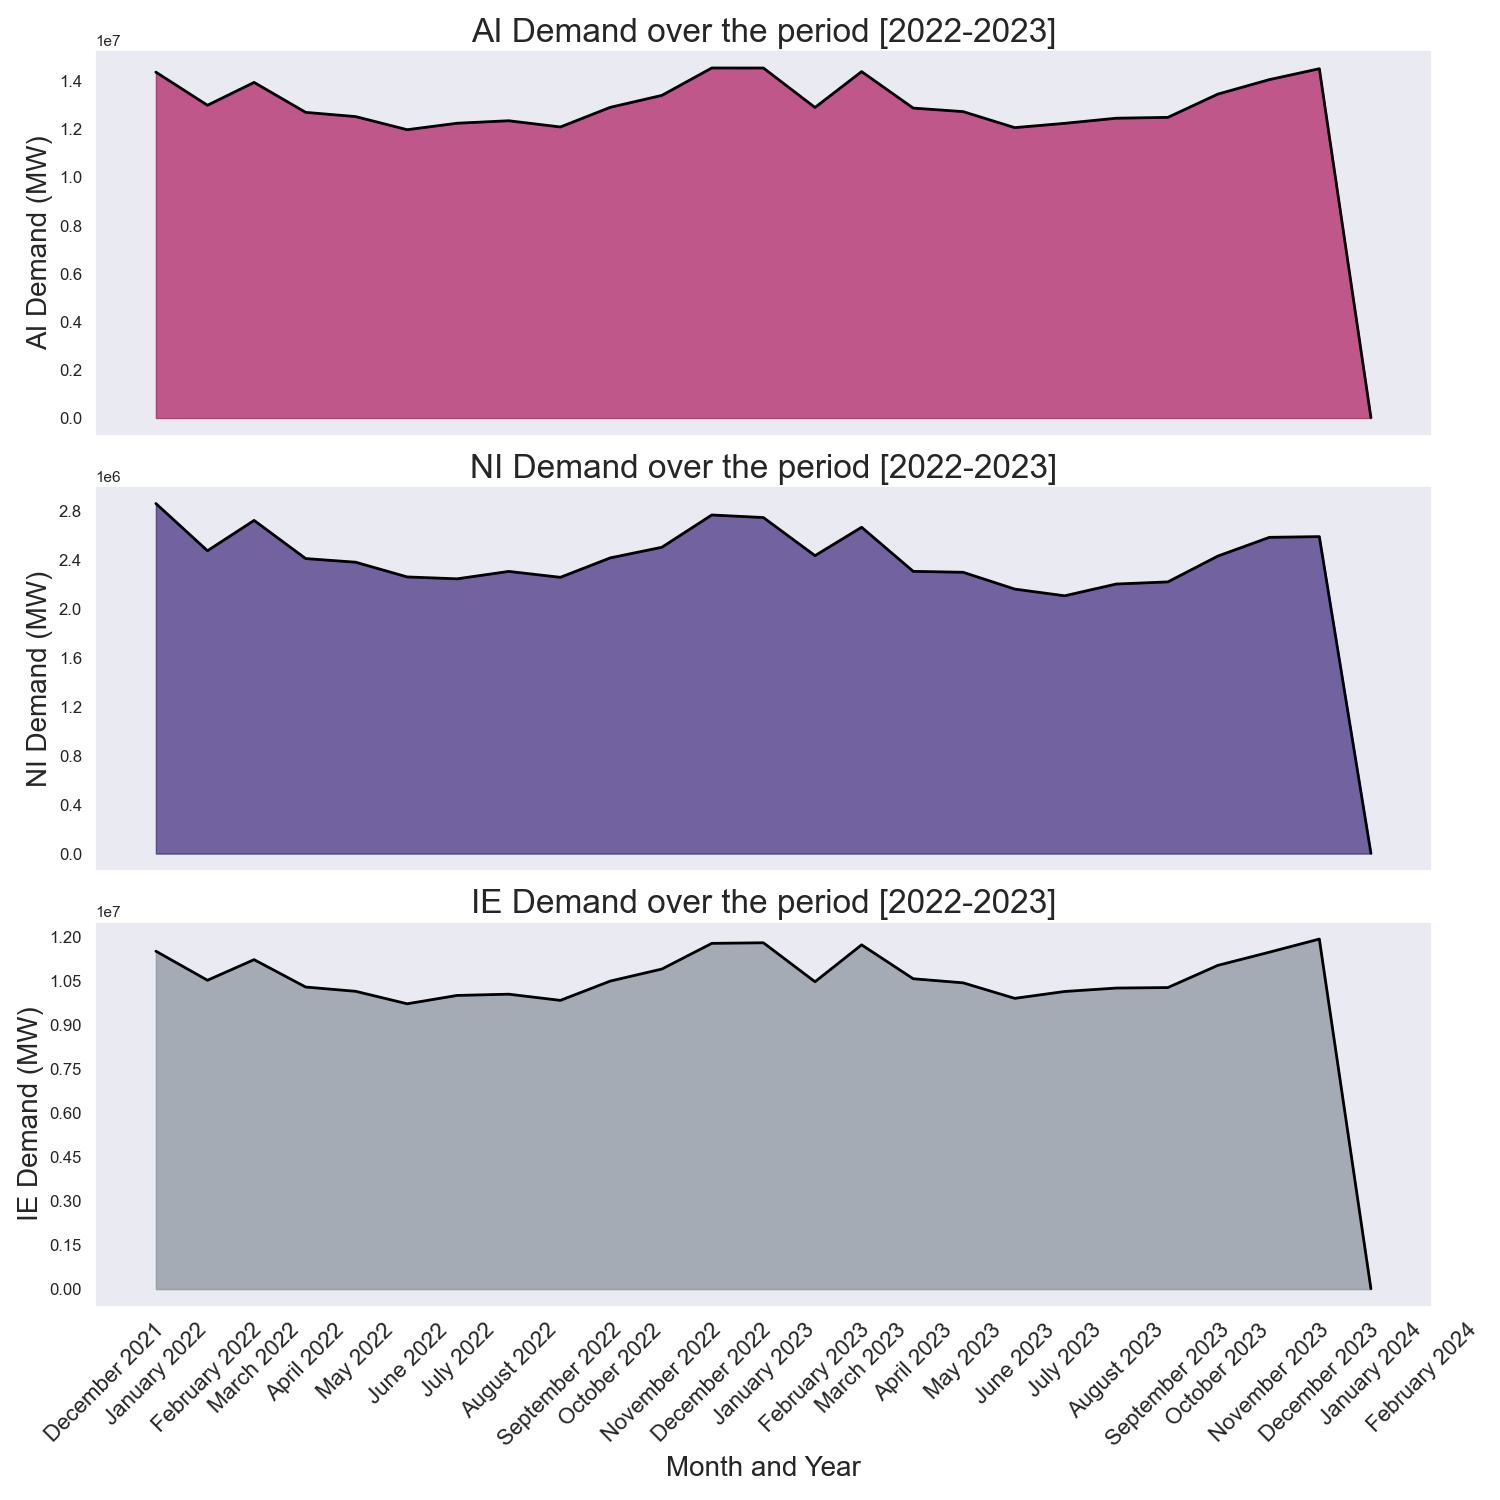 AI Demand over the period [2022-2023]
1e7
1.4
1.2
1.0
0.8
0.6
0.4
0.2
0.0
AI Demand (MW)
NI Demand over the period [2022-2023]
1e6
2.8
2.4
2.0
1.6
1.2
0.8
0.4
0.0
NI Demand (MW)
IE Demand over the period [2022-2023]
1e7
1.20
1.05
0.90
0.75
0.60
0.45
0.30
0.15
0.00
IE Demand (MW)
December 2021
January 2022
February 2022
March 2022
April 2022
May 2022
June 2022
July 2022
August 2022
September 2022
October 2022
November 2022
December 2022
January 2023
February 2023
March 2023
April 2023
May 2023
June 2023
July 2023
August 2023
September 2023
October 2023
November 2023
December 2023
January 2024
February 2024
Month and Year